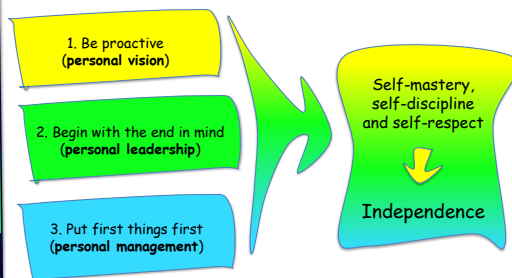 1. Be proactive
(personal vision)
2. Begin with the end in mind
(personal leadership)
3. Put first things first
(personal management)
Self-mastery,
self-discipline
and self-respect
Independence